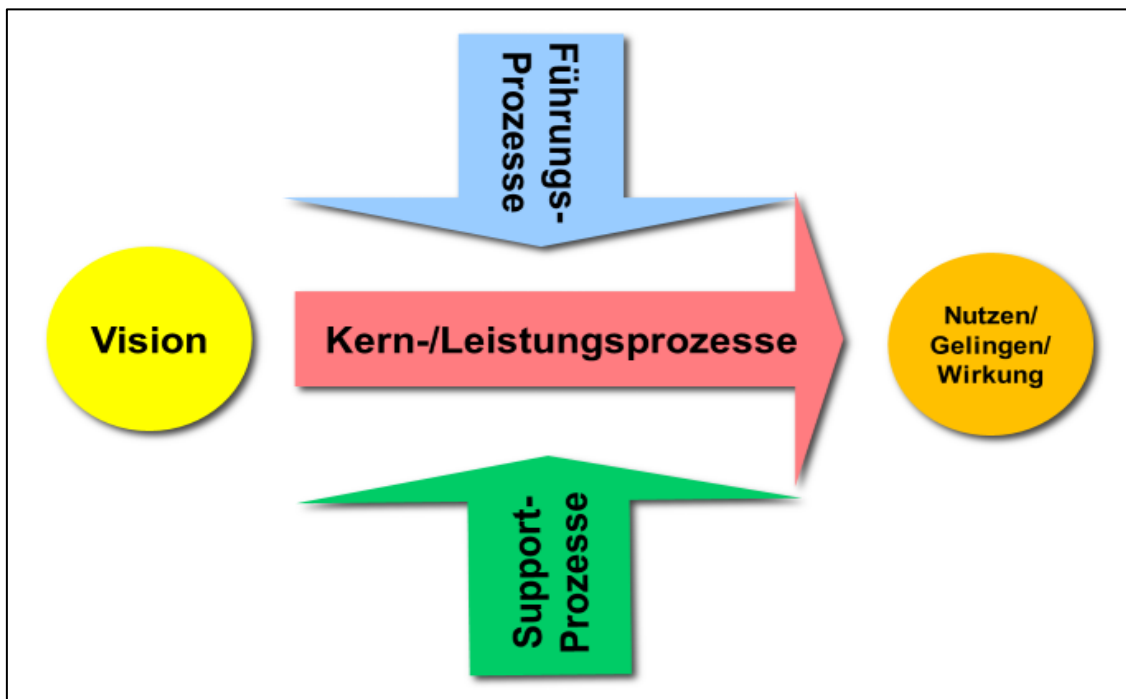 Führungs-
Prozesse
Vision
Kern-/Leistungsprozesse
Nutzen/
Gelingen/
Wirkung
Support-
Prozesse